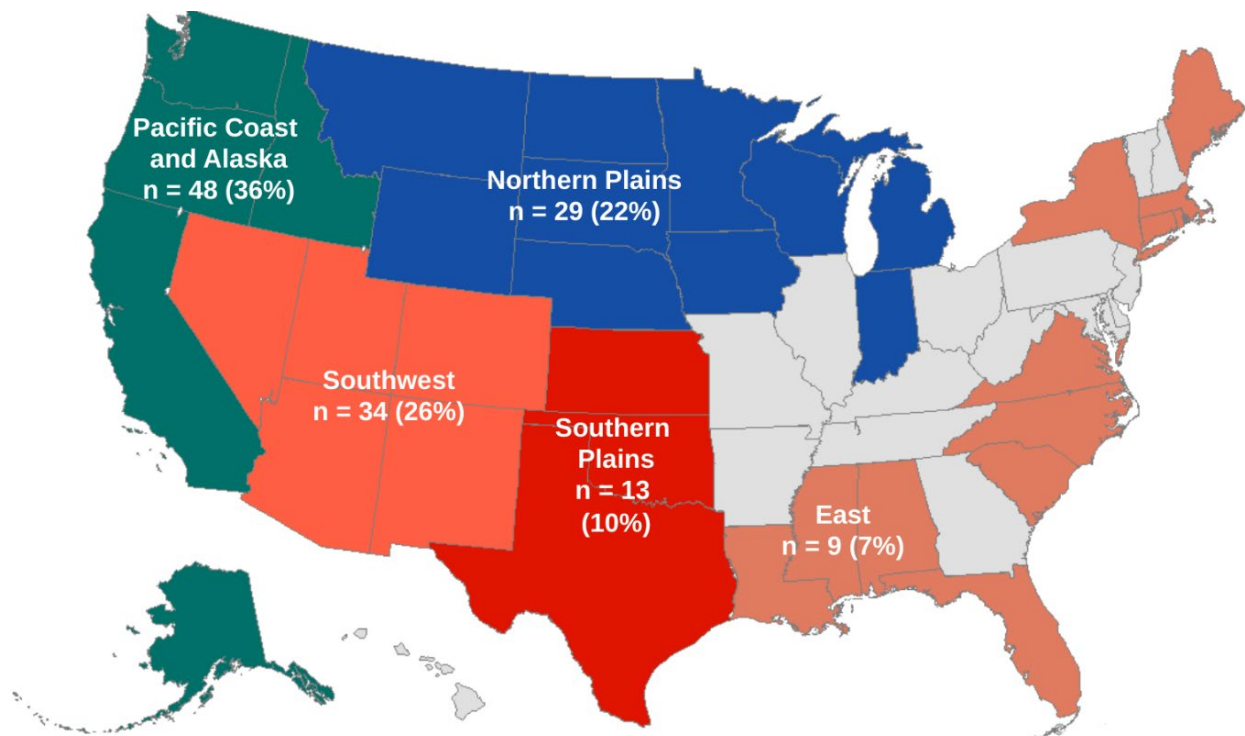 Pacific Coast
and Alaska
n = 48 (36%)
Northern Plains
n = 29 (22%)
Southwest
n = 34 (26%)
Southern
Plains
n = 13
(10%)
East
n = 9 (7%)